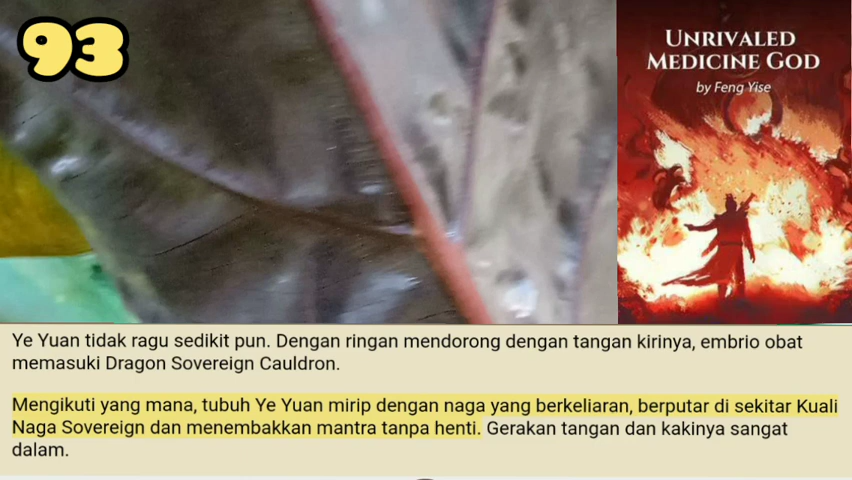 93
UNRIVALED
MEDICINE GOD
by Feng Yise
Ye Yuan tidak ragu sedikit pun. Dengan ringan mendorong dengan tangan kirinya, embrio obat
memasuki Dragon Sovereign Cauldron.
Mengikuti yang mana, tubuh Ye Yuan mirip dengan naga yang berkeliaran, berputar di sekitar Kuali
Naga Sovereign dan menembakkan mantra tanpa henti. Gerakan tangan dan kakinya sangat
dalam.